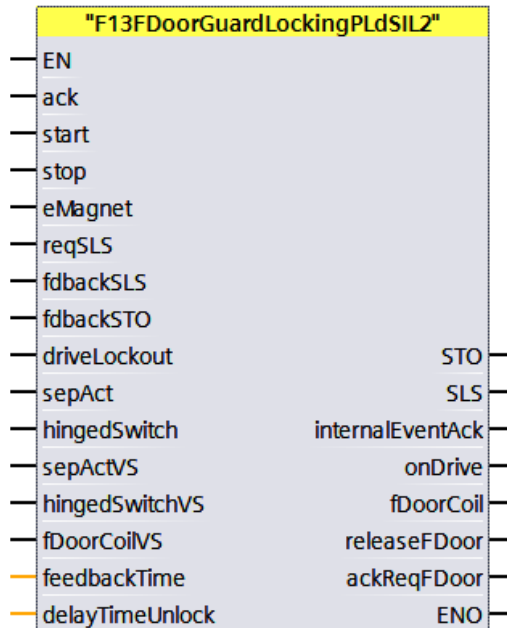 "F13FDoorGuardLockingPLdSIL2"
EN
ack
start
stop
eMagnet
reqSLS
fdbackSLS
fdbackSTO
driveLockout STO
sepAct SLS
hingedSwitch internalEventAck
sepActVS onDrive
hingedSwitchVS fDoorCoil
fDoorCoilVS releaseFDoor
feedbackTime ackReqFDoor
delayTimeUnlock ENO